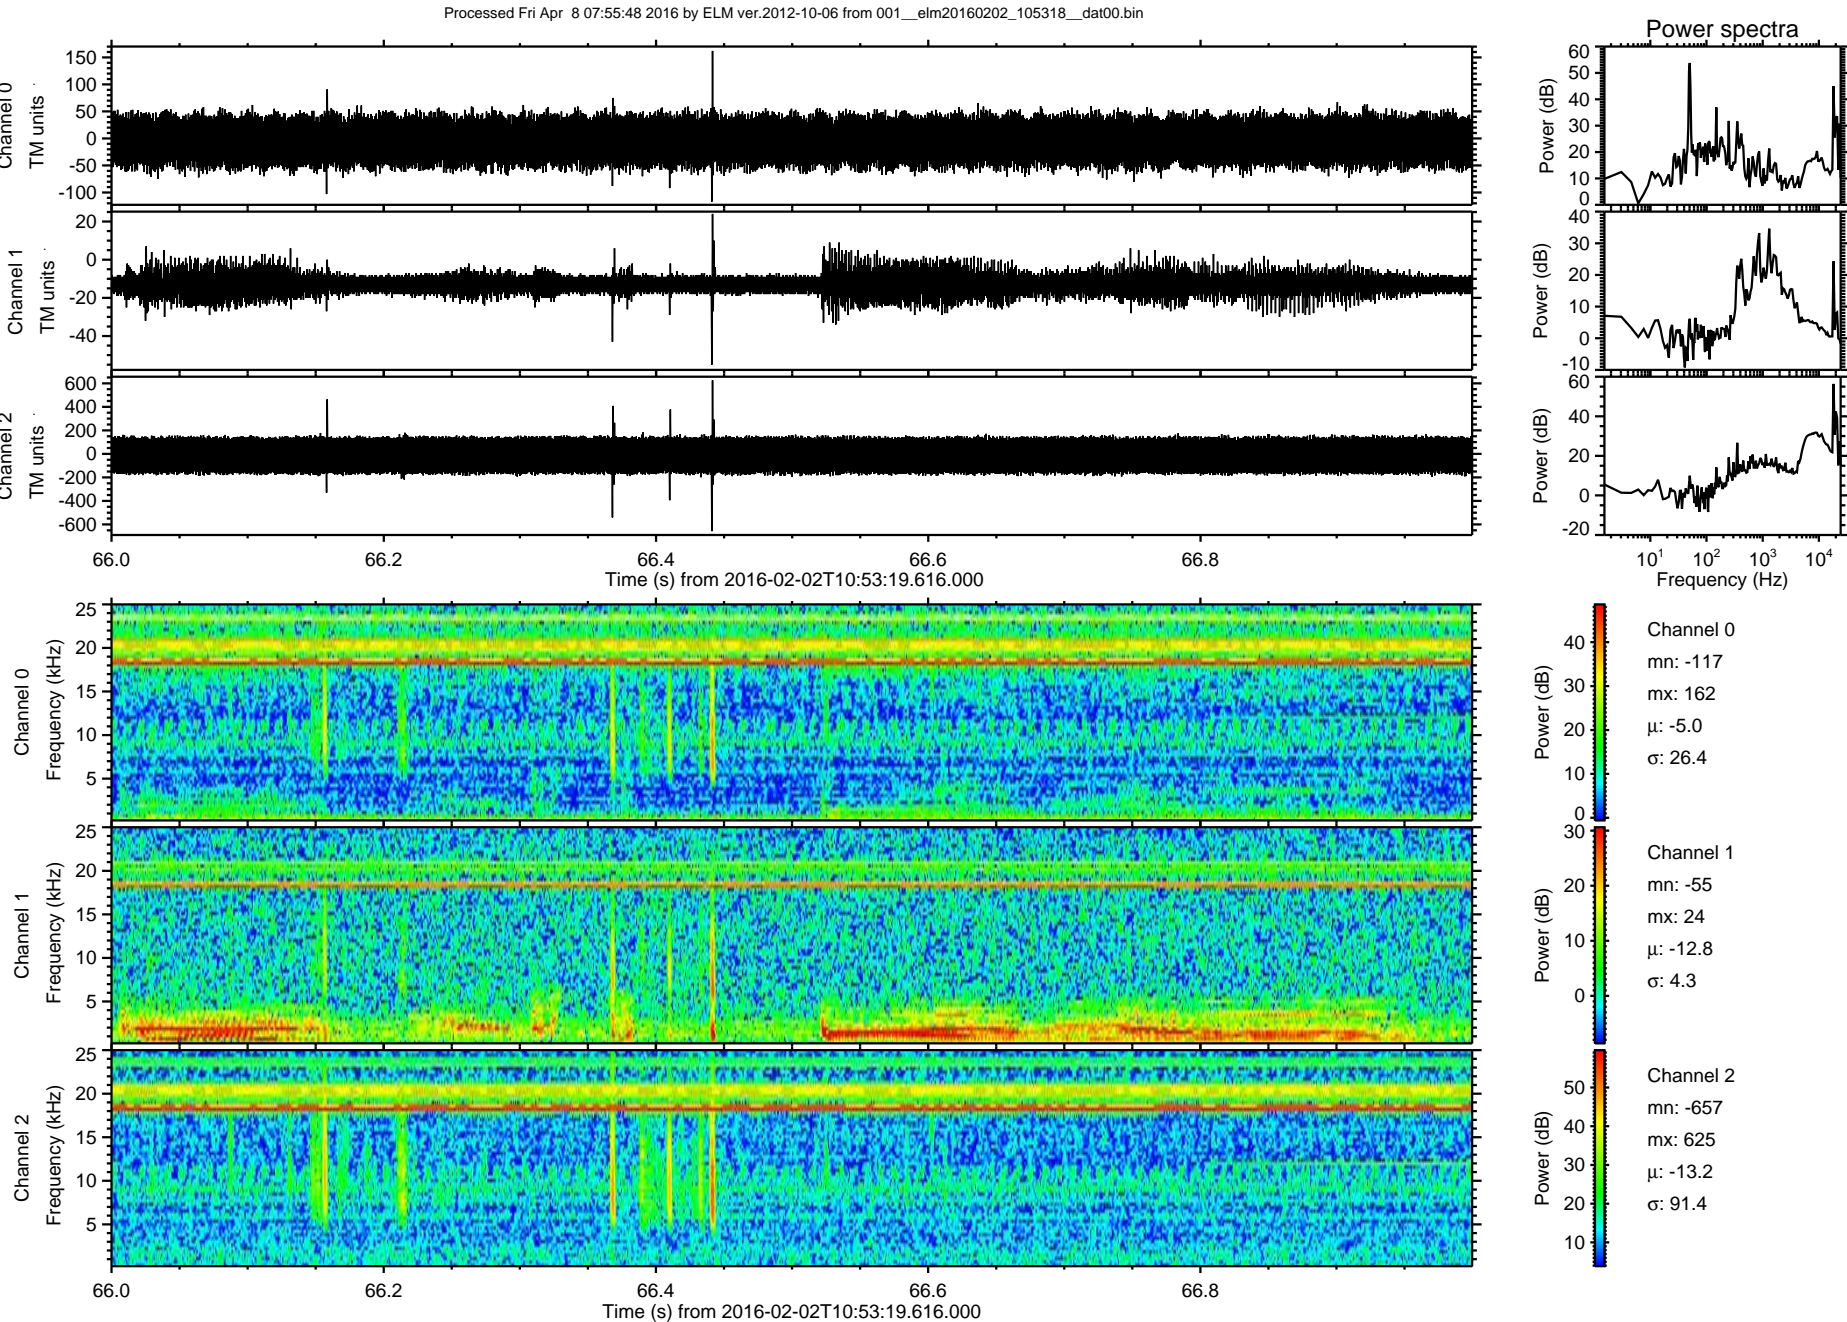 Processed Fri Apr  8 07:55:48 2016 by ELM ver.2012-10-06 from 001__elm20160202_105318__dat00.bin
Power spectra
Channel 0
TM units
150
100
50
0
-50
-100
Power (dB)
60
50
40
30
20
10
0
Channel 1
TM units
20
0
-20
-40
Power (dB)
40
30
20
10
0
-10
Channel 2
TM units
600
400
200
0
-200
-400
-600
Power (dB)
60
40
20
0
-20
66.0 66.2 66.4 66.6 66.8
Time (s) from 2016-02-02T10:53:19.616.000
10^1 10^2 10^3 10^4
Frequency (Hz)
Channel 0
Frequency (kHz)
25
20
15
10
5
Power (dB)
40
30
20
10
0
Channel 0
mn: -117
mx: 162
μ: -5.0
σ: 26.4
Channel 1
Frequency (kHz)
25
20
15
10
5
Power (dB)
30
20
10
0
Channel 1
mn: -55
mx: 24
μ: -12.8
σ: 4.3
Channel 2
Frequency (kHz)
25
20
15
10
5
Power (dB)
50
40
30
20
10
Channel 2
mn: -657
mx: 625
μ: -13.2
σ: 91.4
66.0 66.2 66.4 66.6 66.8
Time (s) from 2016-02-02T10:53:19.616.000